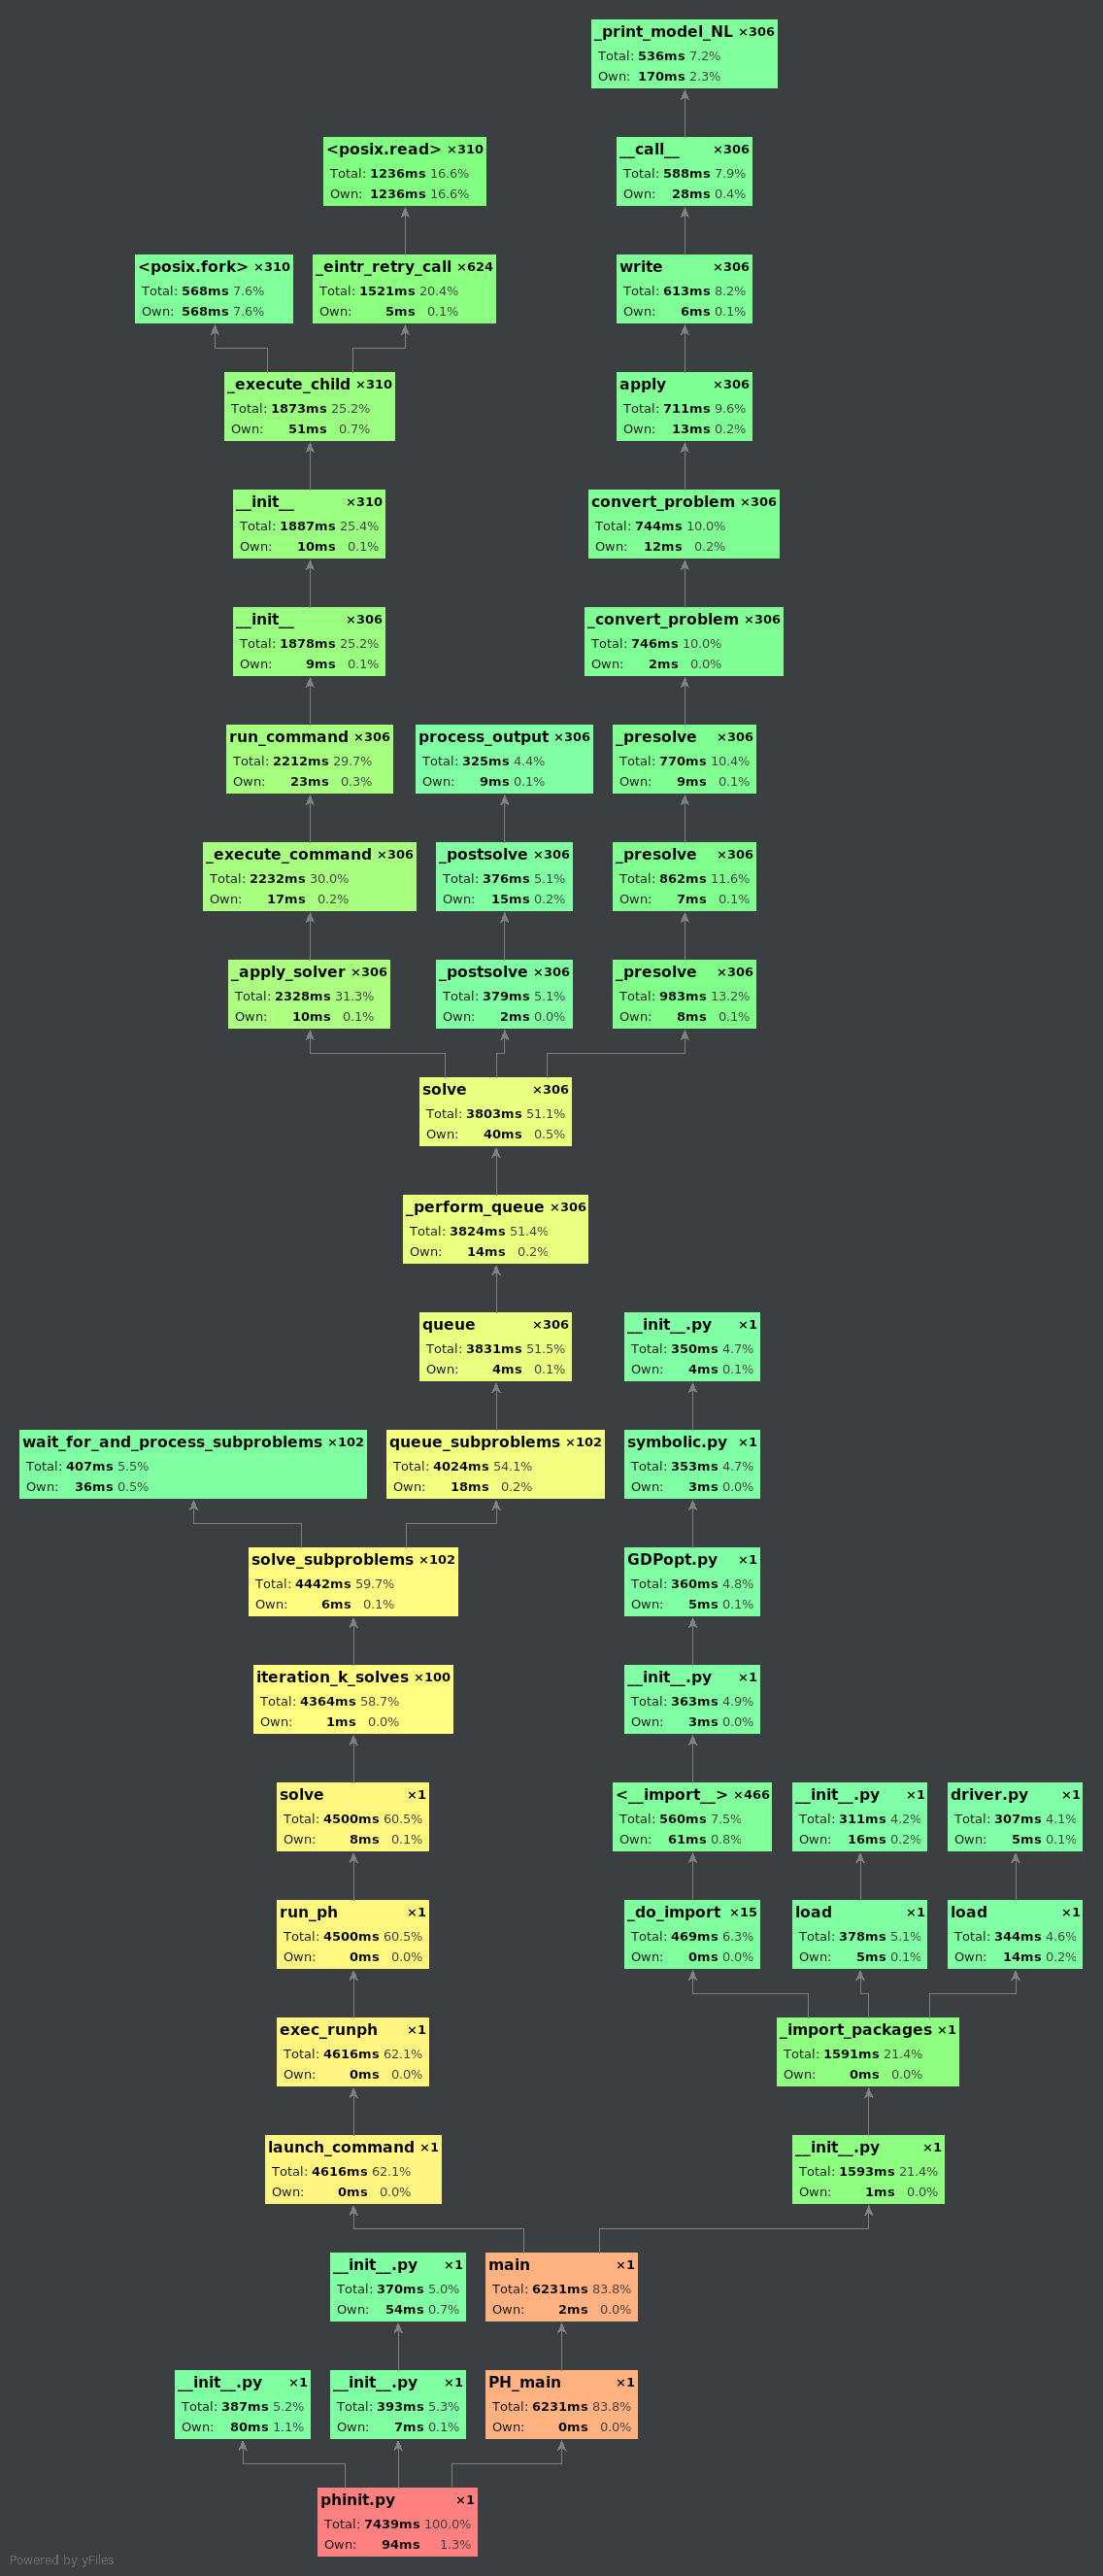 _print_model_NL ×306
Total: 536ms 7.2%
Own: 170ms 2.3%
<posix.read> ×310
Total: 1236ms 16.6%
Own: 1236ms 16.6%
__call__ ×306
Total: 588ms 7.9%
Own: 28ms 0.4%
<posix.fork> ×310
Total: 568ms 7.6%
Own: 568ms 7.6%
_eintr_retry_call ×624
Total: 1521ms 20.4%
Own: 5ms 0.1%
write ×306
Total: 613ms 8.2%
Own: 6ms 0.1%
_execute_child ×310
Total: 1873ms 25.2%
Own: 51ms 0.7%
apply ×306
Total: 711ms 9.6%
Own: 13ms 0.2%
__init__ ×310
Total: 1887ms 25.4%
Own: 10ms 0.1%
convert_problem ×306
Total: 744ms 10.0%
Own: 12ms 0.2%
__init__ ×306
Total: 1878ms 25.2%
Own: 9ms 0.1%
_convert_problem ×306
Total: 746ms 10.0%
Own: 2ms 0.0%
run_command ×306
Total: 2212ms 29.7%
Own: 23ms 0.3%
process_output ×306
Total: 325ms 4.4%
Own: 9ms 0.1%
_presolve ×306
Total: 770ms 10.4%
Own: 9ms 0.1%
_execute_command ×306
Total: 2232ms 30.0%
Own: 17ms 0.2%
_postsolve ×306
Total: 376ms 5.1%
Own: 15ms 0.2%
_presolve ×306
Total: 862ms 11.6%
Own: 7ms 0.1%
_apply_solver ×306
Total: 2328ms 31.3%
Own: 10ms 0.1%
_postsolve ×306
Total: 379ms 5.1%
Own: 2ms 0.0%
_presolve ×306
Total: 983ms 13.2%
Own: 8ms 0.1%
solve ×306
Total: 3803ms 51.1%
Own: 40ms 0.5%
_perform_queue ×306
Total: 3824ms 51.4%
Own: 14ms 0.2%
queue ×306
Total: 3831ms 51.5%
Own: 4ms 0.1%
__init__.py ×1
Total: 350ms 4.7%
Own: 4ms 0.1%
wait_for_and_process_subproblems ×102
Total: 407ms 5.5%
Own: 36ms 0.5%
queue_subproblems ×102
Total: 4024ms 54.1%
Own: 18ms 0.2%
symbolic.py ×1
Total: 353ms 4.7%
Own: 3ms 0.0%
solve_subproblems ×102
Total: 4442ms 59.7%
Own: 6ms 0.1%
GDPopt.py ×1
Total: 360ms 4.8%
Own: 5ms 0.1%
iteration_k_solves ×100
Total: 4364ms 58.7%
Own: 1ms 0.0%
__init__.py ×1
Total: 363ms 4.9%
Own: 3ms 0.0%
solve ×1
Total: 4500ms 60.5%
Own: 8ms 0.1%
<__import__> ×466
Total: 560ms 7.5%
Own: 61ms 0.8%
__init__.py ×1
Total: 311ms 4.2%
Own: 16ms 0.2%
driver.py ×1
Total: 307ms 4.1%
Own: 5ms 0.1%
run_ph ×1
Total: 4500ms 60.5%
Own: 0ms 0.0%
_do_import ×15
Total: 469ms 6.3%
Own: 0ms 0.0%
load ×1
Total: 378ms 5.1%
Own: 5ms 0.1%
load ×1
Total: 344ms 4.6%
Own: 14ms 0.2%
exec_runph ×1
Total: 4616ms 62.1%
Own: 0ms 0.0%
_import_packages ×1
Total: 1591ms 21.4%
Own: 0ms 0.0%
launch_command ×1
Total: 4616ms 62.1%
Own: 0ms 0.0%
__init__.py ×1
Total: 1593ms 21.4%
Own: 1ms 0.0%
__init__.py ×1
Total: 370ms 5.0%
Own: 54ms 0.7%
main ×1
Total: 6231ms 83.8%
Own: 2ms 0.0%
__init__.py ×1
Total: 387ms 5.2%
Own: 80ms 1.1%
__init__.py ×1
Total: 393ms 5.3%
Own: 7ms 0.1%
PH_main ×1
Total: 6231ms 83.8%
Own: 0ms 0.0%
phinit.py ×1
Total: 7439ms 100.0%
Own: 94ms 1.3%
Powered by yFiles